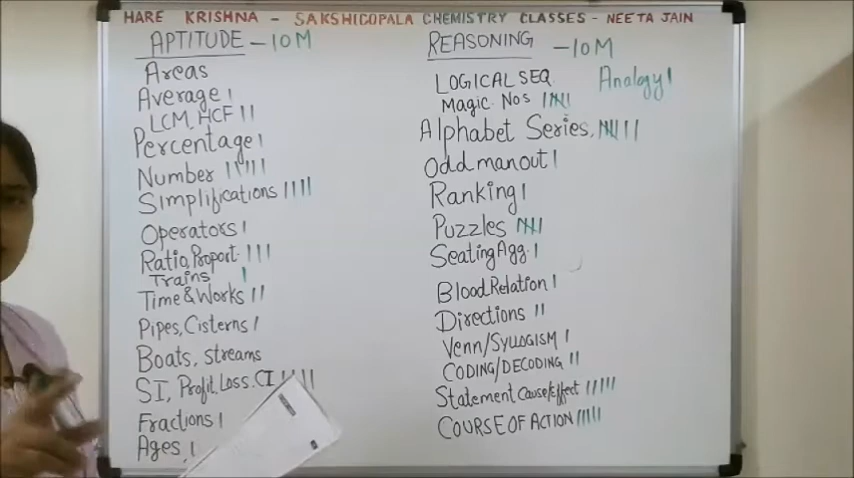 HARE KRISHNA - SAKSHIGOPALA CHEMISTRY CLASSES - NEETA JAIN
APTITUDE - 10M
Areas
Average
LCM, HCF
Percentage
Number
Simplifications
Operators
Ratio, Proport.
Trains
Time & Works
Pipes, Cisterns
Boats, streams
SI, Profit, Loss. CI
Fractions
Ages,
REASONING - 10M
LOGICAL SEQ. Analogy
Magic Nos
Alphabet Series,
Odd man out
Ranking
Puzzles
Seating Agg.
Blood Relation
Directions
Venn/SYLLOGISM
CODING/DECODING
Statement Cause/Effect
COURSE OF ACTION